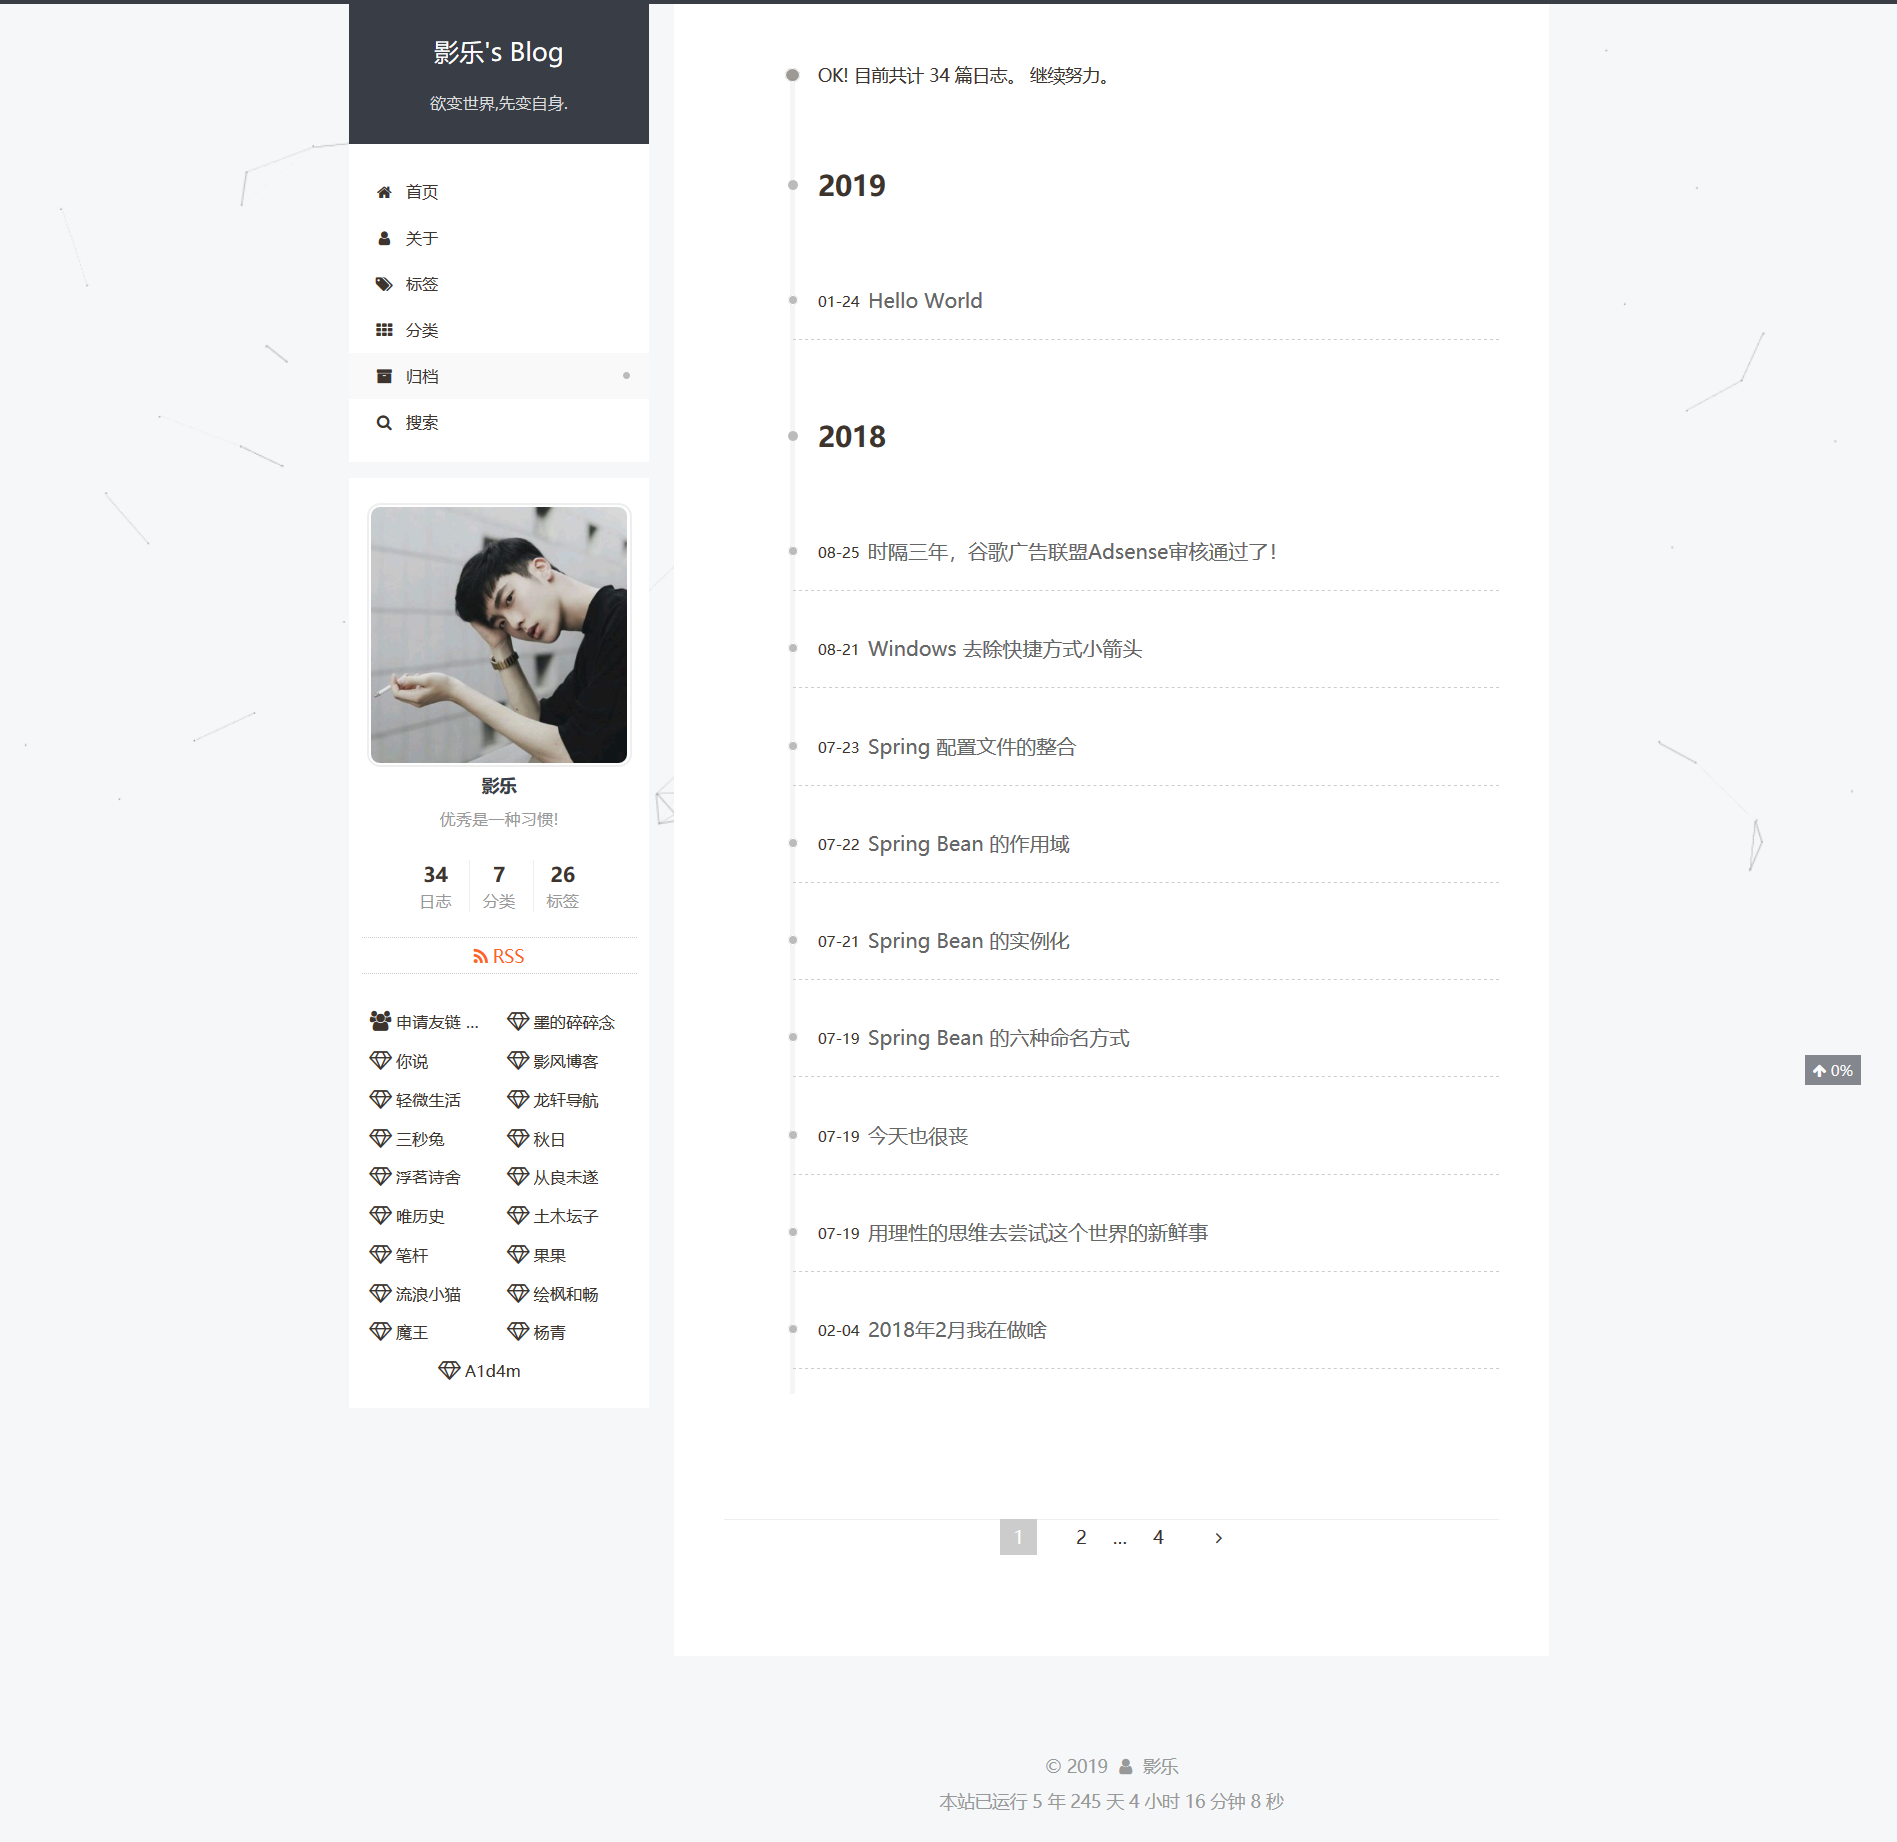 影乐's Blog
欲变世界,先变自身.
首页
关于
标签
分类
归档
搜索
影乐
优秀是一种习惯!
34 7 26
日志 分类 标签
RSS
申请友链 ... 墨的碎碎念
你说 影风博客
轻微生活 龙轩导航
三秒兔 秋日
浮茗诗舍 从良未遂
唯历史 土木坛子
笔杆 果果
流浪小猫 绘枫和畅
魔王 杨青
A1d4m
OK! 目前共计 34 篇日志。 继续努力。
2019
01-24 Hello World
2018
08-25 时隔三年，谷歌广告联盟Adsense审核通过了！
08-21 Windows 去除快捷方式小箭头
07-23 Spring 配置文件的整合
07-22 Spring Bean 的作用域
07-21 Spring Bean 的实例化
07-19 Spring Bean 的六种命名方式
07-19 今天也很丧
07-19 用理性的思维去尝试这个世界的新鲜事
02-04 2018年2月我在做啥
1 2 ... 4
0%
© 2019 影乐
本站已运行 5 年 245 天 4 小时 16 分钟 8 秒